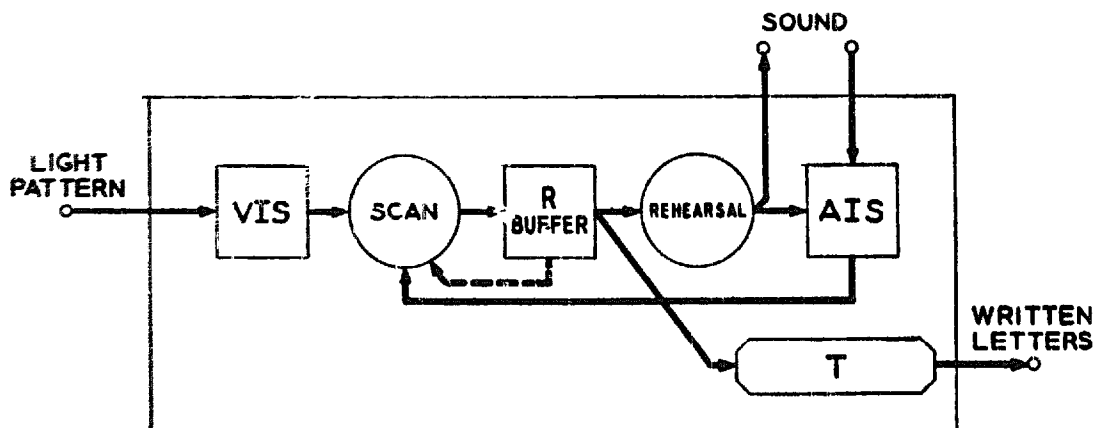 SOUND
LIGHT
PATTERN
VIS
SCAN
R
BUFFER
REHEARSAL
AIS
WRITTEN
LETTERS
T